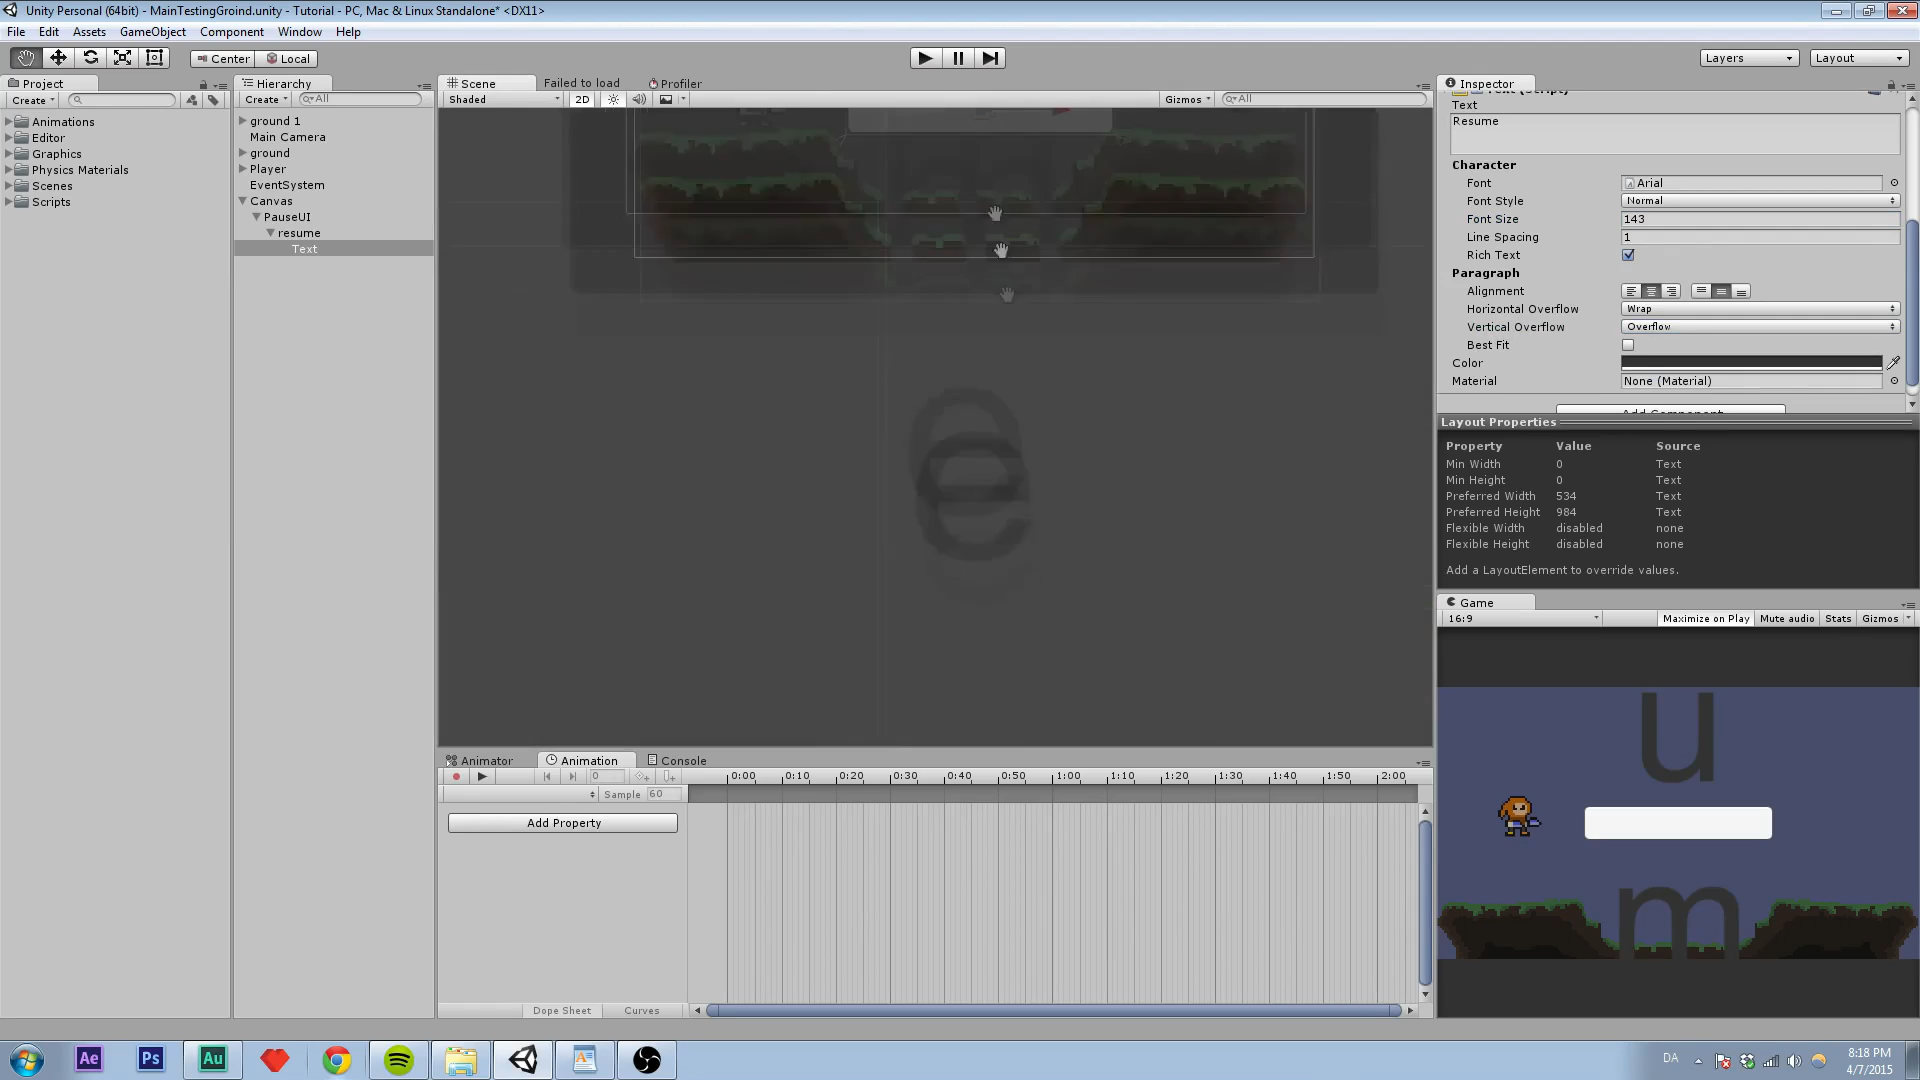 Unity Personal (64bit) - MainTestingGroind.unity - Tutorial - PC, Mac & Linux Standalone* <DX11>
File Edit Assets GameObject Component Window Help
Center Local Layers Layout
Project
Create
Animations
Editor
Graphics
Physics Materials
Scenes
Scripts
Hierarchy
Create All
ground 1
Main Camera
ground
Player
EventSystem
Canvas
PauseUI
resume
Text
Scene Failed to load Profiler
Shaded 2D Gizmos All
e
Inspector
Text
Resume
Character
Font Arial
Font Style Normal
Font Size 143
Line Spacing 1
Rich Text
Paragraph
Alignment
Horizontal Overflow Wrap
Vertical Overflow Overflow
Best Fit
Color
Material None (Material)
Layout Properties
Property Value Source
Min Width 0 Text
Min Height 0 Text
Preferred Width 534 Text
Preferred Height 984 Text
Flexible Width disabled none
Flexible Height disabled none
Add a LayoutElement to override values.
Game
16:9 Maximize on Play Mute audio Stats Gizmos
u
m
Animator Animation Console
0 0:00 0:10 0:20 0:30 0:40 0:50 1:00 1:10 1:20 1:30 1:40 1:50 2:00
Sample 60
Add Property
Dope Sheet Curves
Ae Ps Au
DA
8:18 PM
4/7/2015